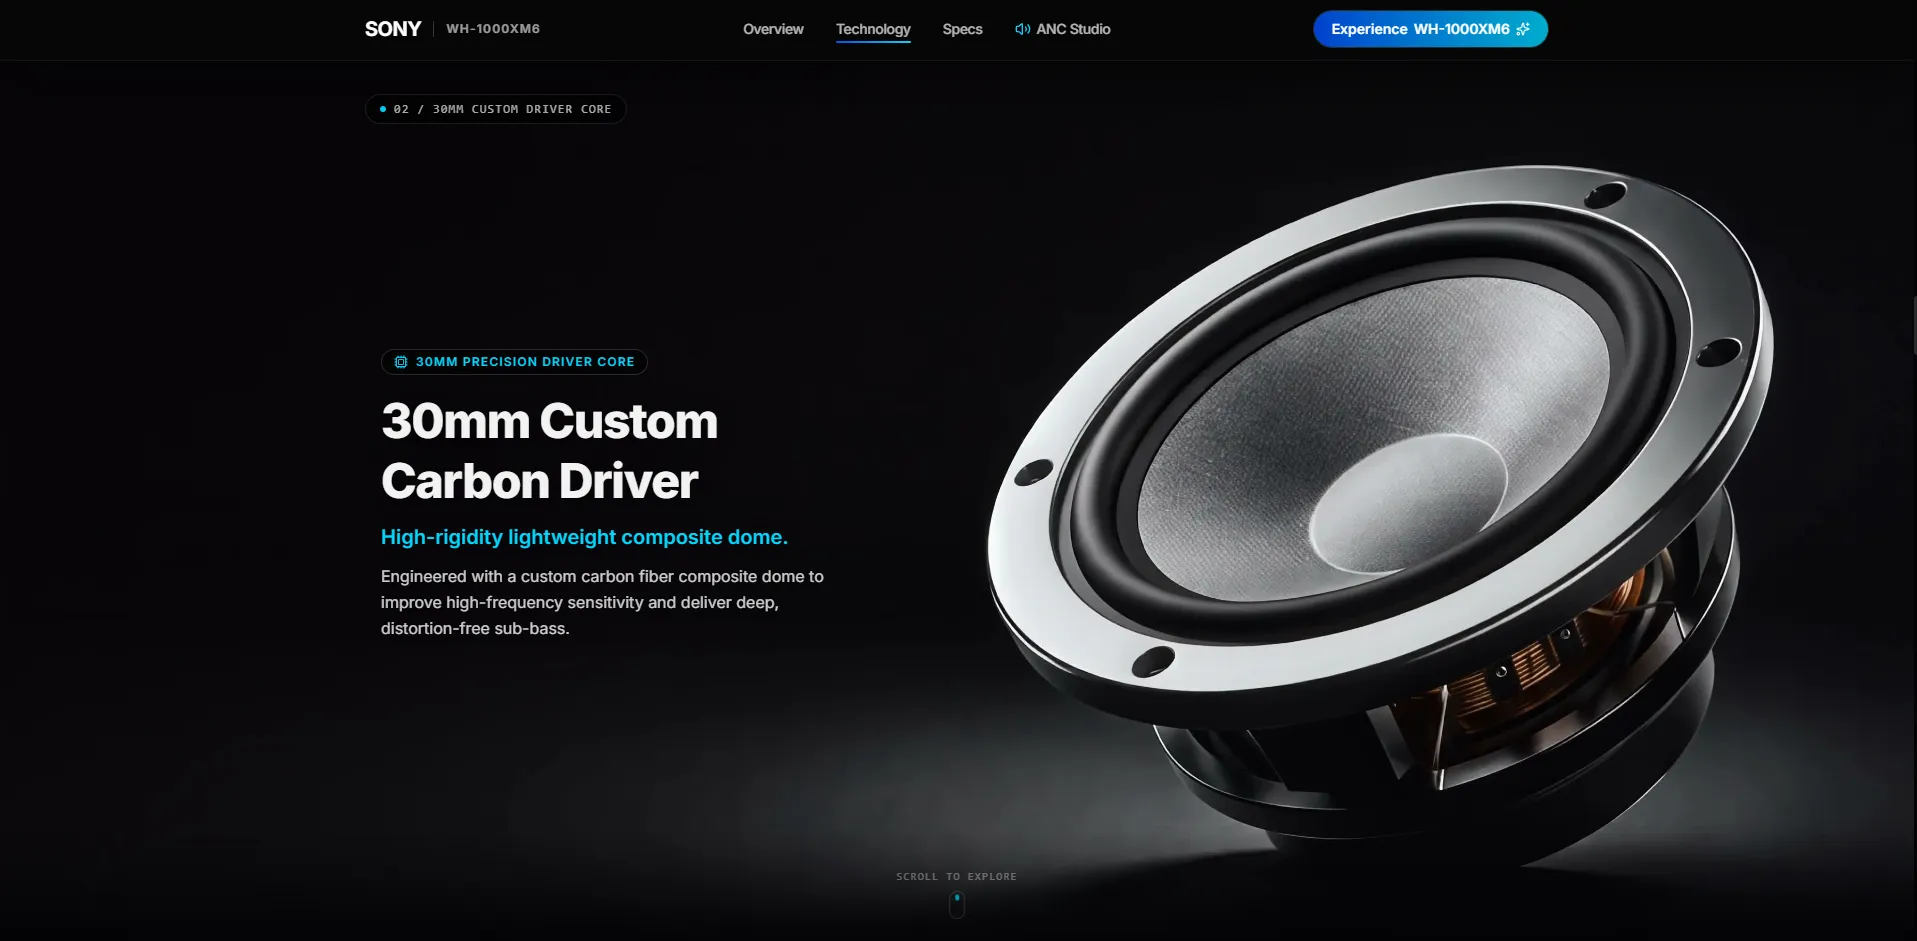 SONY
WH-1000XM6
Overview
Technology
Specs
ANC Studio
Experience WH-1000XM6
02 / 30MM CUSTOM DRIVER CORE
30MM PRECISION DRIVER CORE
30mm Custom
Carbon Driver
High-rigidity lightweight composite dome.
Engineered with a custom carbon fiber composite dome to
improve high-frequency sensitivity and deliver deep,
distortion-free sub-bass.
SCROLL TO EXPLORE